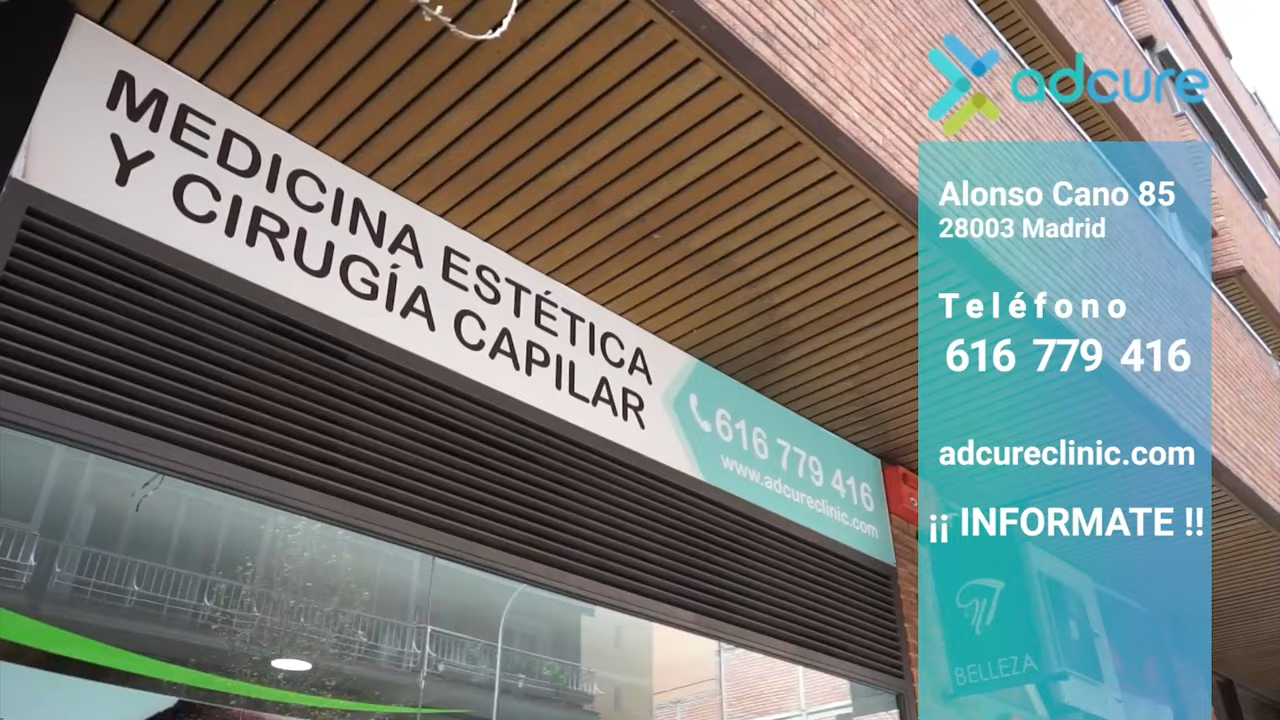 MEDICINA ESTÉTICA
Y CIRUGÍA CAPILAR
616 779 416
www.adcureclinic.com
adcure
Alonso Cano 85
28003 Madrid
Teléfono
616 779 416
adcureclinic.com
¡¡ INFORMATE !!
BELLEZA